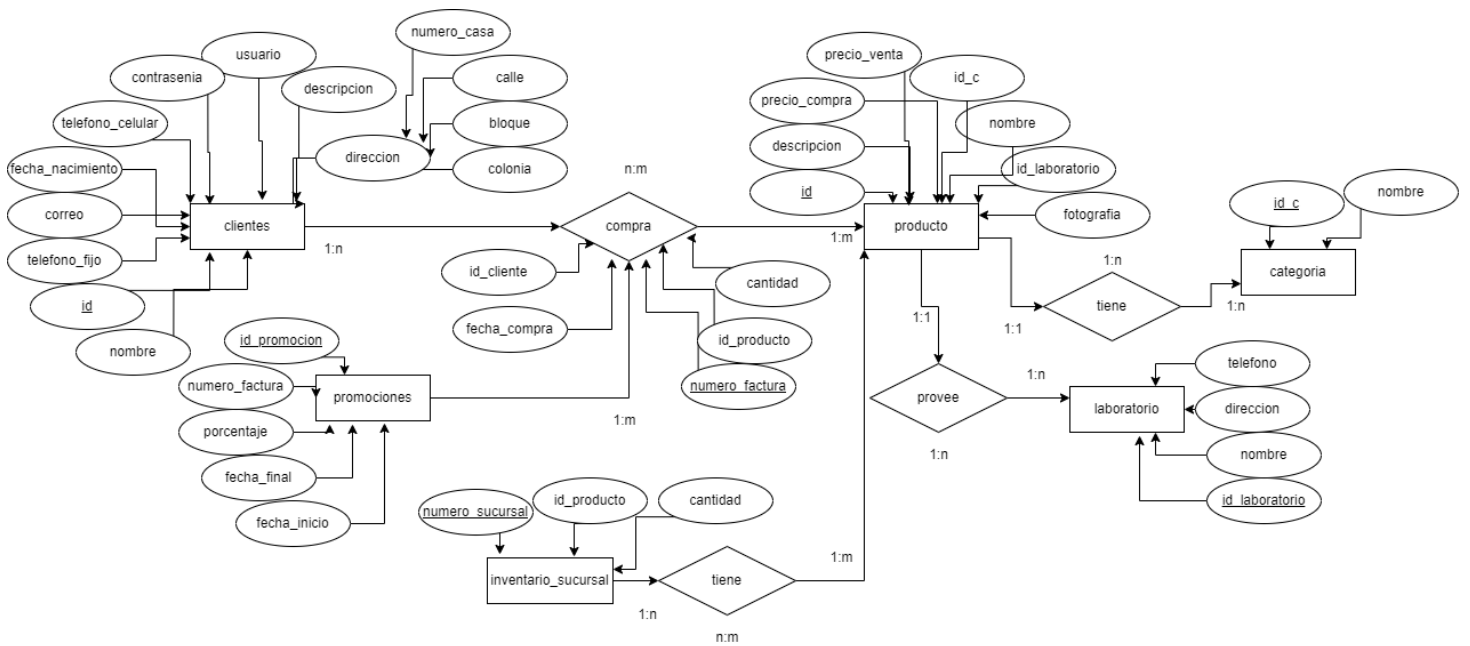 numero_casa
usuario
precio_venta
contrasenia
calle
id_c
descripcion
precio_compra
telefono_celular
bloque
nombre
fecha_nacimiento
direccion
colonia
n:m
descripcion
id_laboratorio
id
nombre
id_c
correo
fotografia
clientes
compra
producto
1:n
1:m
telefono_fijo
id_cliente
cantidad
1:n
categoria
id
tiene
1:n
fecha_compra
1:1
1:1
id_promocion
id_producto
nombre
telefono
numero_factura
numero_factura
1:n
promociones
provee
laboratorio
direccion
1:m
porcentaje
nombre
1:n
fecha_final
id_laboratorio
id_producto
cantidad
numero_sucursal
fecha_inicio
1:m
inventario_sucursal
tiene
1:n
n:m